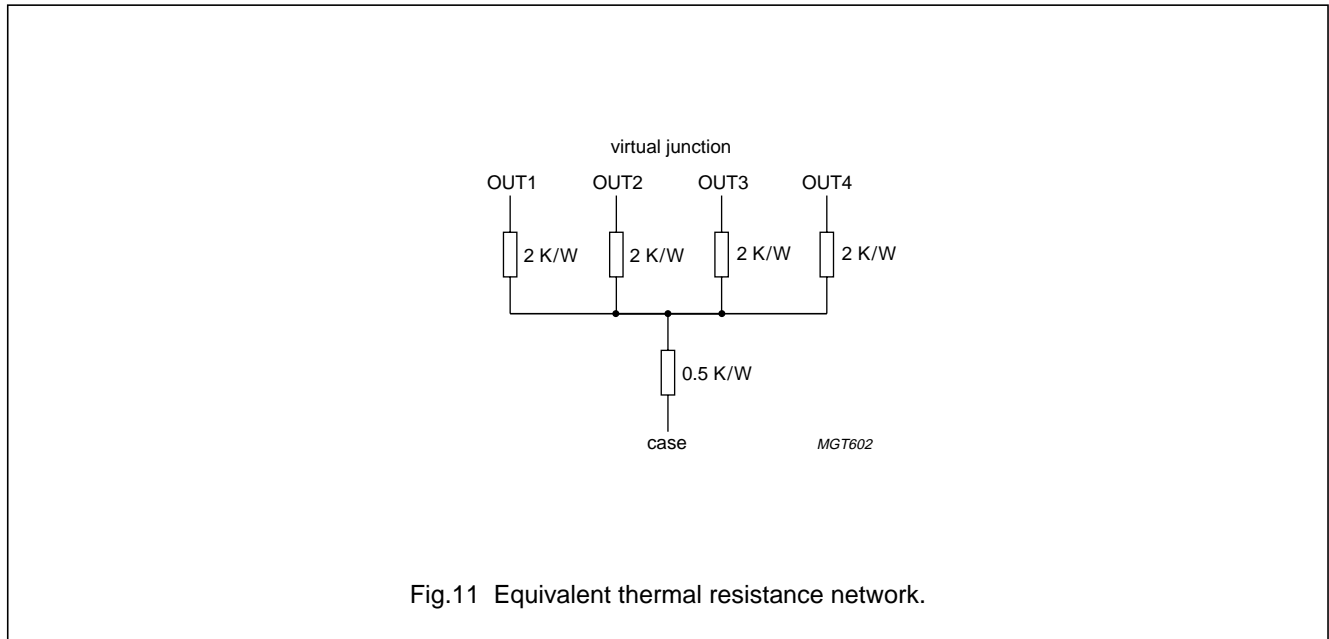 virtual junction
OUT1 OUT2 OUT3 OUT4
2 K/W 2 K/W 2 K/W 2 K/W
0.5 K/W
case MGT602
Fig.11 Equivalent thermal resistance network.